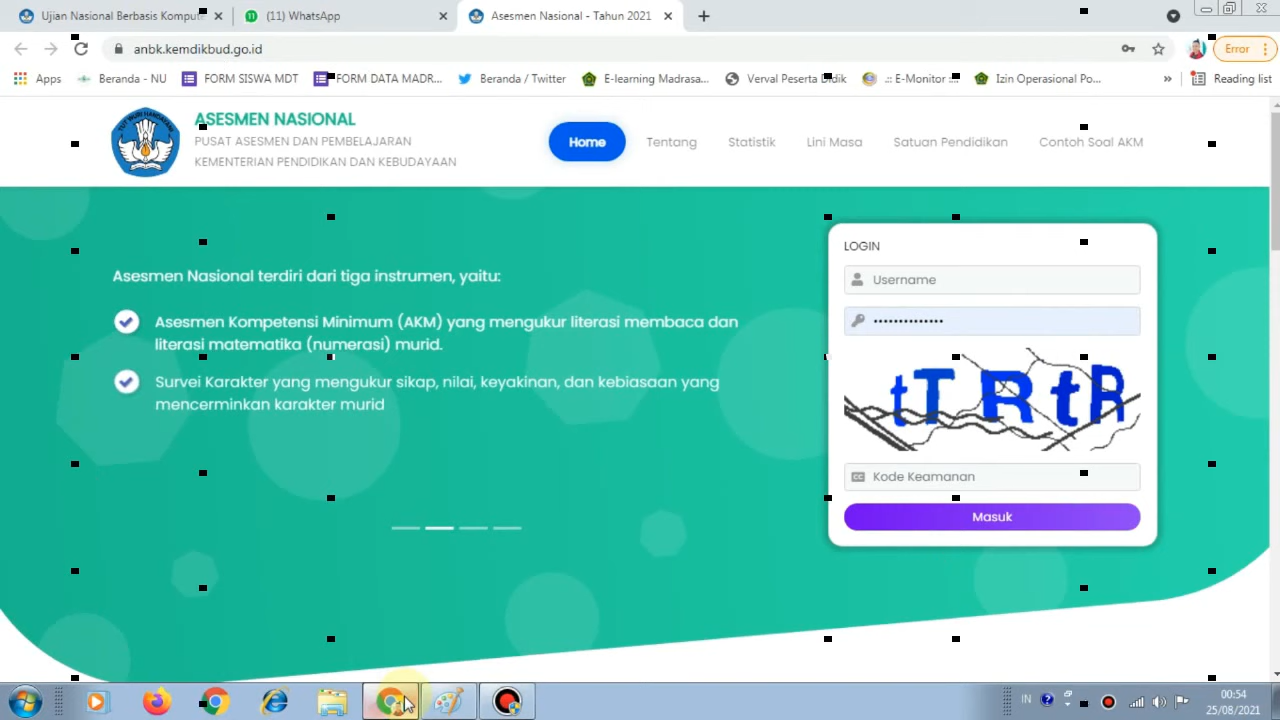 Ujian Nasional Berbasis Kompute
(11) WhatsApp
Asesmen Nasional - Tahun 2021
anbk.kemdikbud.go.id
Error
Apps
Beranda - NU
FORM SISWA MDT
FORM DATA MADR...
Beranda / Twitter
E-learning Madrasa...
Verval Peserta Didik
.:: E-Monitor :...
Izin Operasional Po...
»
Reading list
ASESMEN NASIONAL
PUSAT ASESMEN DAN PEMBELAJARAN
KEMENTERIAN PENDIDIKAN DAN KEBUDAYAAN
Home
Tentang
Statistik
Lini Masa
Satuan Pendidikan
Contoh Soal AKM
Asesmen Nasional terdiri dari tiga instrumen, yaitu:
Asesmen Kompetensi Minimum (AKM) yang mengukur literasi membaca dan
literasi matematika (numerasi) murid.
Survei Karakter yang mengukur sikap, nilai, keyakinan, dan kebiasaan yang
mencerminkan karakter murid
LOGIN
Username
••••••••••••••
tTRtR
Kode Keamanan
Masuk
IN
00:54
25/08/2021